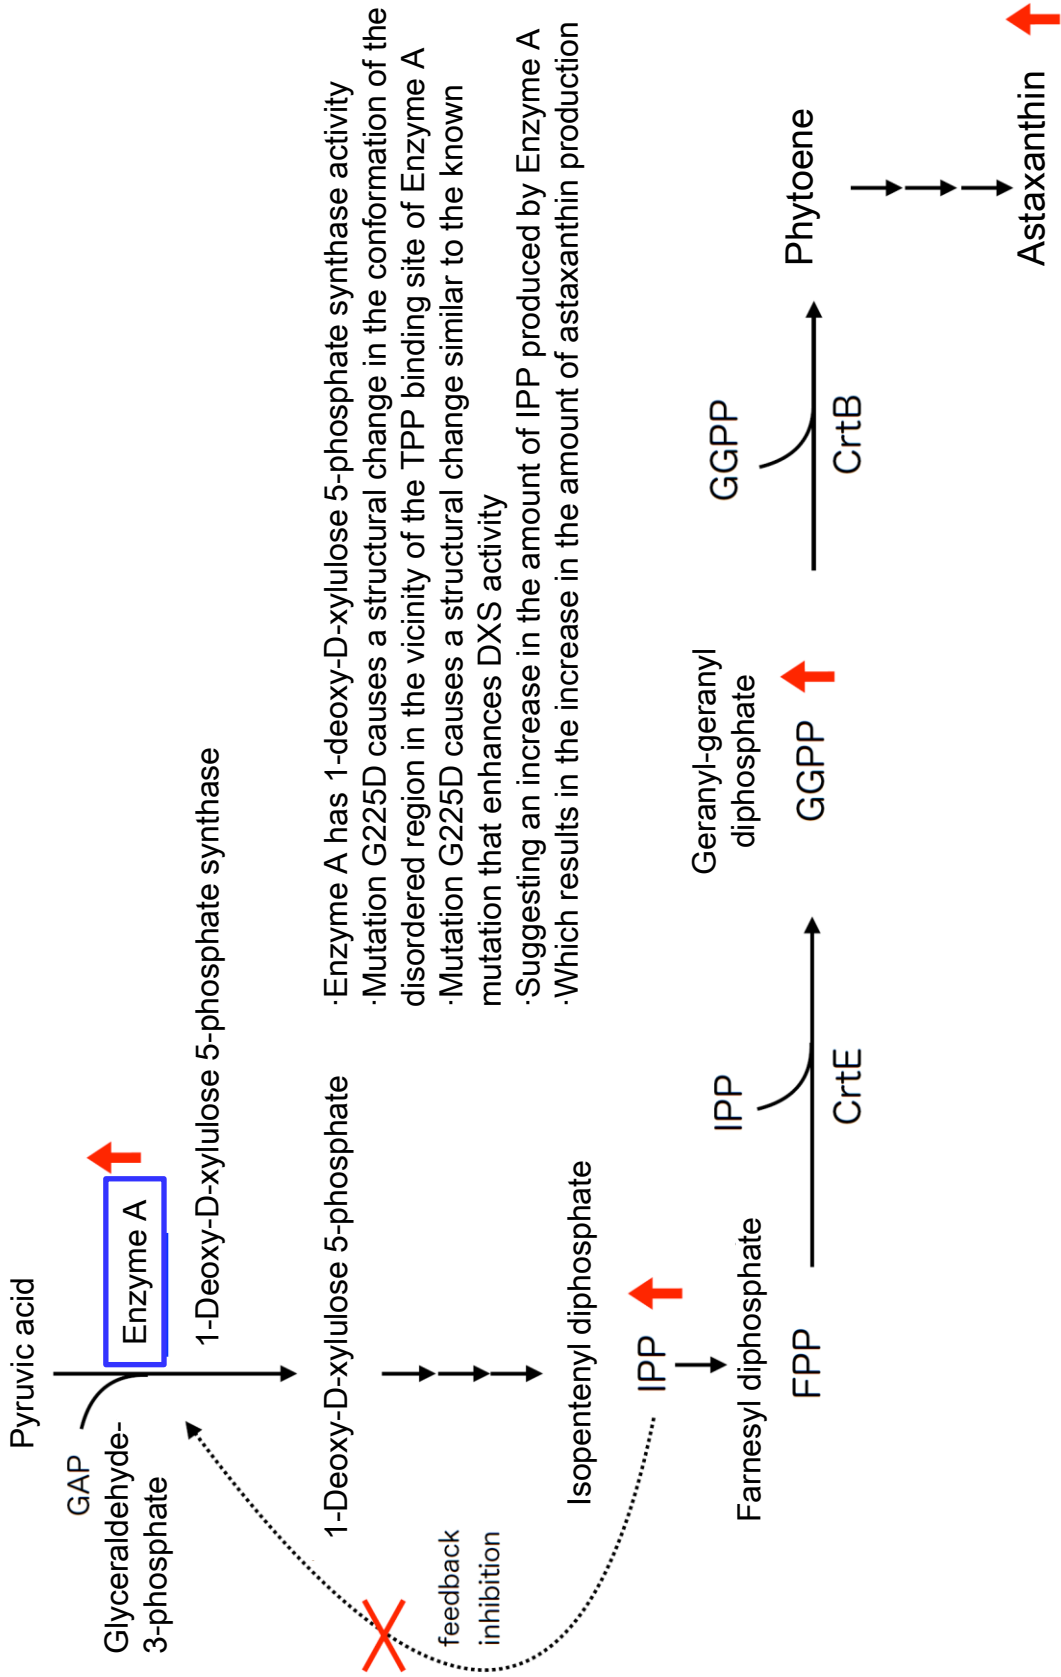 Pyruvic acid
GAP
Glyceraldehyde-
3-phosphate
Enzyme A
1-Deoxy-D-xylulose 5-phosphate synthase
1-Deoxy-D-xylulose 5-phosphate
feedback
inhibition
Isopentenyl diphosphate
IPP
Farnesyl diphosphate
FPP
·Enzyme A has 1-deoxy-D-xylulose 5-phosphate synthase activity
·Mutation G225D causes a structural change in the conformation of the
disordered region in the vicinity of the TPP binding site of Enzyme A
·Mutation G225D causes a structural change similar to the known
mutation that enhances DXS activity
·Suggesting an increase in the amount of IPP produced by Enzyme A
·Which results in the increase in the amount of astaxanthin production
IPP
CrtE
Geranyl-geranyl
diphosphate
GGPP
GGPP
CrtB
Phytoene
Astaxanthin